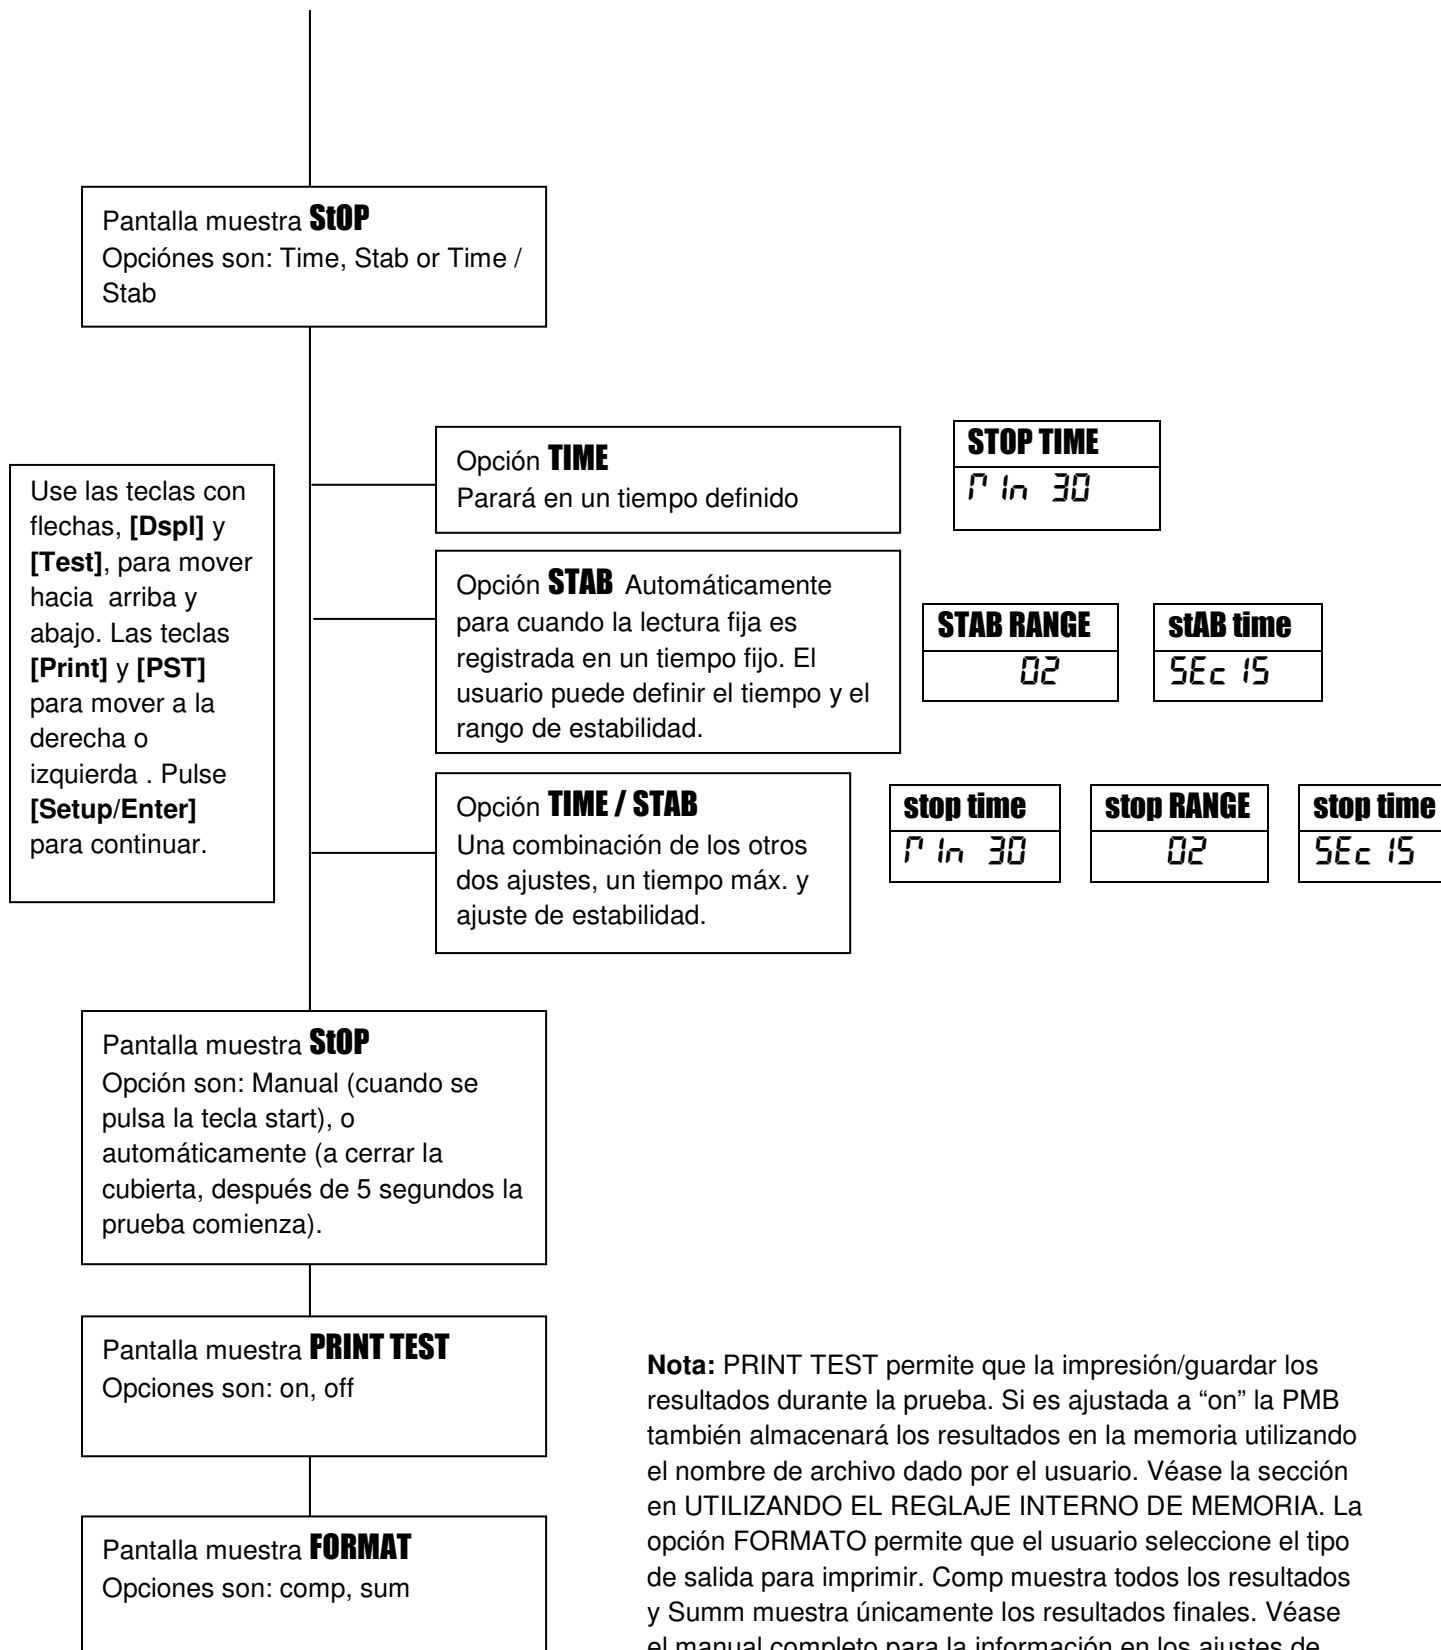 Pantalla muestra StOP
Opciónes son: Time, Stab or Time /
Stab
Use las teclas con
flechas, [Dspl] y
[Test], para mover
hacia arriba y
abajo. Las teclas
[Print] y [PST]
para mover a la
derecha o
izquierda . Pulse
[Setup/Enter]
para continuar.
Opción TIME
Parará en un tiempo definido
STOP TIME
Min 30
Opción STAB Automáticamente
para cuando la lectura fija es
registrada en un tiempo fijo. El
usuario puede definir el tiempo y el
rango de estabilidad.
STAB RANGE
02
stAB time
SEc 15
Opción TIME / STAB
Una combinación de los otros
dos ajustes, un tiempo máx. y
ajuste de estabilidad.
stop time
Min 30
stop RANGE
02
stop time
SEc 15
Pantalla muestra StOP
Opción son: Manual (cuando se
pulsa la tecla start), o
automáticamente (a cerrar la
cubierta, después de 5 segundos la
prueba comienza).
Pantalla muestra PRINT TEST
Opciones son: on, off
Pantalla muestra FORMAT
Opciones son: comp, sum
Nota: PRINT TEST permite que la impresión/guardar los
resultados durante la prueba. Si es ajustada a “on” la PMB
también almacenará los resultados en la memoria utilizando
el nombre de archivo dado por el usuario. Véase la sección
en UTILIZANDO EL REGLAJE INTERNO DE MEMORIA. La
opción FORMATO permite que el usuario seleccione el tipo
de salida para imprimir. Comp muestra todos los resultados
y Summ muestra únicamente los resultados finales. Véase
el manual completo para la información en los ajustes de